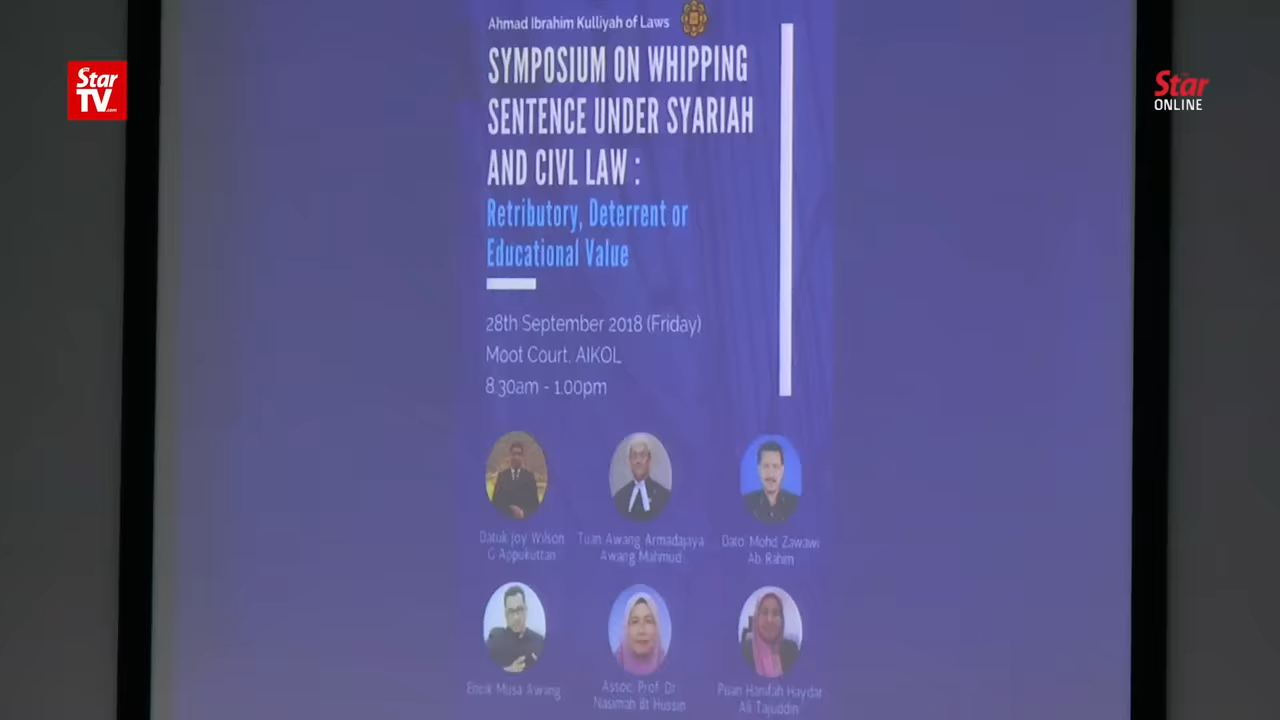 Star
TV.com
The Star
ONLINE
Ahmad Ibrahim Kulliyah of Laws
SYMPOSIUM ON WHIPPING
SENTENCE UNDER SYARIAH
AND CIVL LAW :
Retributory, Deterrent or
Educational Value
28th September 2018 (Friday)
Moot Court, AIKOL
8.30am - 1.00pm
Datuk Joy Wilson
G Appukuttan
Tuan Awang Armadajaya
Awang Mahmud
Dato Mohd Zawawi
Ab Rahim
Encik Musa Awang
Assoc. Prof. Dr
Nasimah Bt Hussin
Puan Hanifah Haydar
Ali Tajuddin